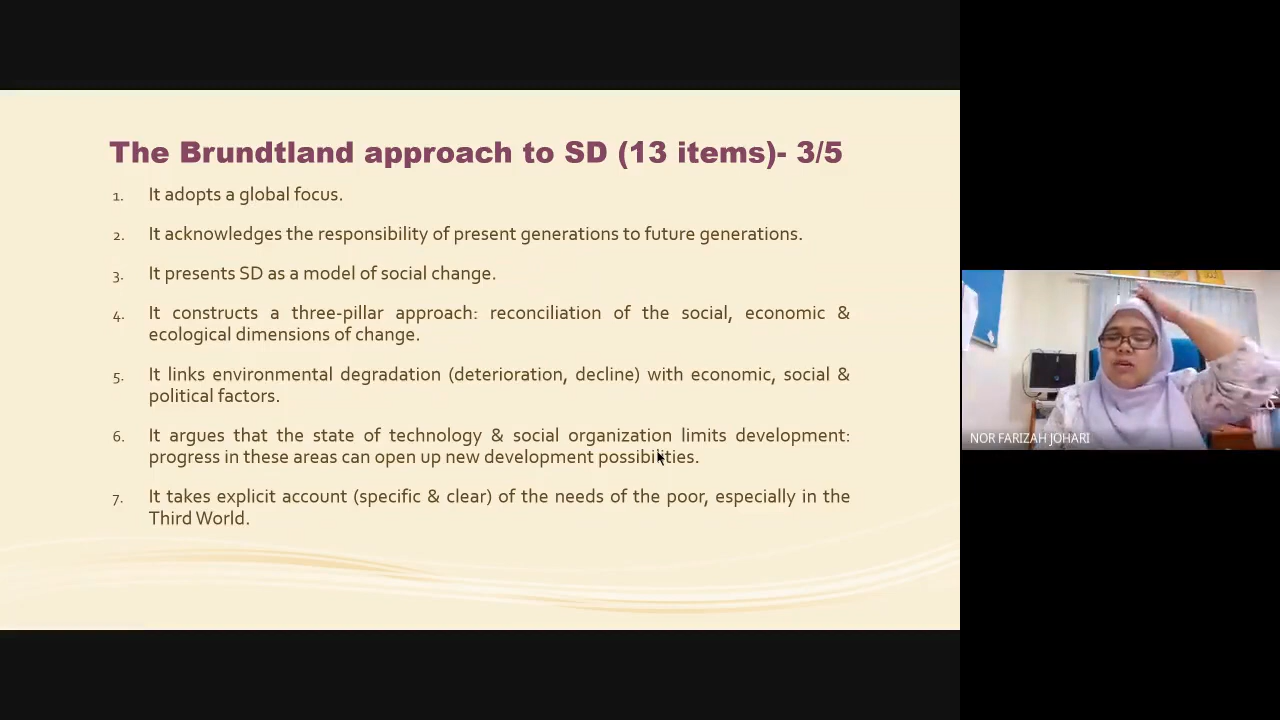 The Brundtland approach to SD (13 items)- 3/5
1. It adopts a global focus.
2. It acknowledges the responsibility of present generations to future generations.
3. It presents SD as a model of social change.
4. It constructs a three-pillar approach: reconciliation of the social, economic &
ecological dimensions of change.
5. It links environmental degradation (deterioration, decline) with economic, social &
political factors.
6. It argues that the state of technology & social organization limits development:
progress in these areas can open up new development possibilities.
7. It takes explicit account (specific & clear) of the needs of the poor, especially in the
Third World.
NOR FARIZAH JOHARI